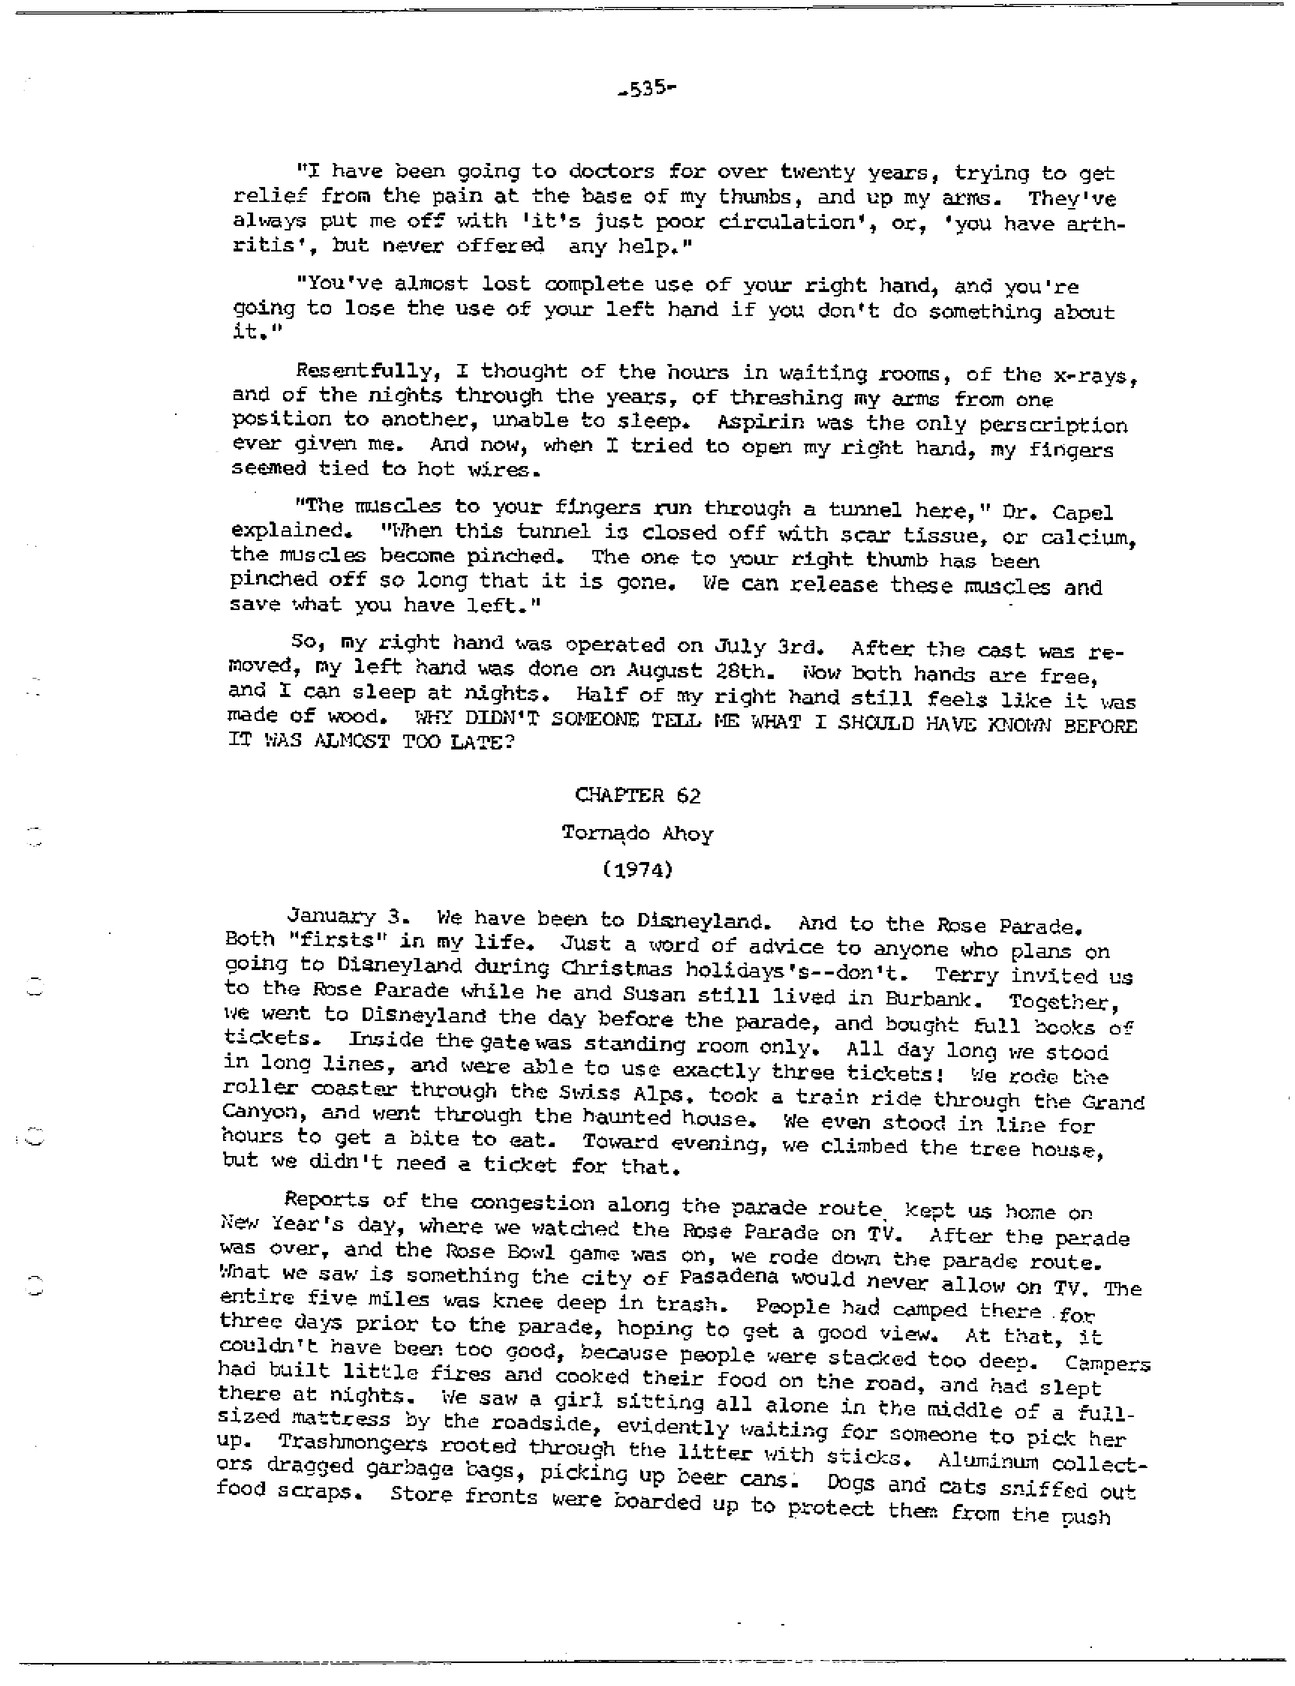 -535-
"I have been going to doctors for over twenty years, trying to get
relief from the pain at the base of my thumbs, and up my arms. They've
always put me off with 'it's just poor circulation', or, 'you have arth-
ritis', but never offered any help."
"You've almost lost complete use of your right hand, and you're
going to lose the use of your left hand if you don't do something about
it."
Resentfully, I thought of the hours in waiting rooms, of the x-rays,
and of the nights through the years, of threshing my arms from one
position to another, unable to sleep. Aspirin was the only perscription
ever given me. And now, when I tried to open my right hand, my fingers
seemed tied to hot wires.
"The muscles to your fingers run through a tunnel here," Dr. Capel
explained. "When this tunnel is closed off with scar tissue, or calcium,
the muscles become pinched. The one to your right thumb has been
pinched off so long that it is gone. We can release these muscles and
save what you have left."
So, my right hand was operated on July 3rd. After the cast was re-
moved, my left hand was done on August 28th. Now both hands are free,
and I can sleep at nights. Half of my right hand still feels like it was
made of wood. WHY DIDN'T SOMEONE TELL ME WHAT I SHOULD HAVE KNOWN BEFORE
IT WAS ALMOST TOO LATE?
CHAPTER 62
Tornado Ahoy
(1974)
January 3. We have been to Disneyland. And to the Rose Parade.
Both "firsts" in my life. Just a word of advice to anyone who plans on
going to Disneyland during Christmas holidays's--don't. Terry invited us
to the Rose Parade while he and Susan still lived in Burbank. Together,
we went to Disneyland the day before the parade, and bought full books of
tickets. Inside the gate was standing room only. All day long we stood
in long lines, and were able to use exactly three tickets! We rode the
roller coaster through the Swiss Alps, took a train ride through the Grand
Canyon, and went through the haunted house. We even stood in line for
hours to get a bite to eat. Toward evening, we climbed the tree house,
but we didn't need a ticket for that.
Reports of the congestion along the parade route kept us home on
New Year's day, where we watched the Rose Parade on TV. After the parade
was over, and the Rose Bowl game was on, we rode down the parade route.
What we saw is something the city of Pasadena would never allow on TV. The
entire five miles was knee deep in trash. People had camped there for
three days prior to the parade, hoping to get a good view. At that, it
couldn't have been too good, because people were stacked too deep. Campers
had built little fires and cooked their food on the road, and had slept
there at nights. We saw a girl sitting all alone in the middle of a full-
sized mattress by the roadside, evidently waiting for someone to pick her
up. Trashmongers rooted through the litter with sticks. Aluminum collect-
ors dragged garbage bags, picking up beer cans. Dogs and cats sniffed out
food scraps. Store fronts were boarded up to protect them from the push